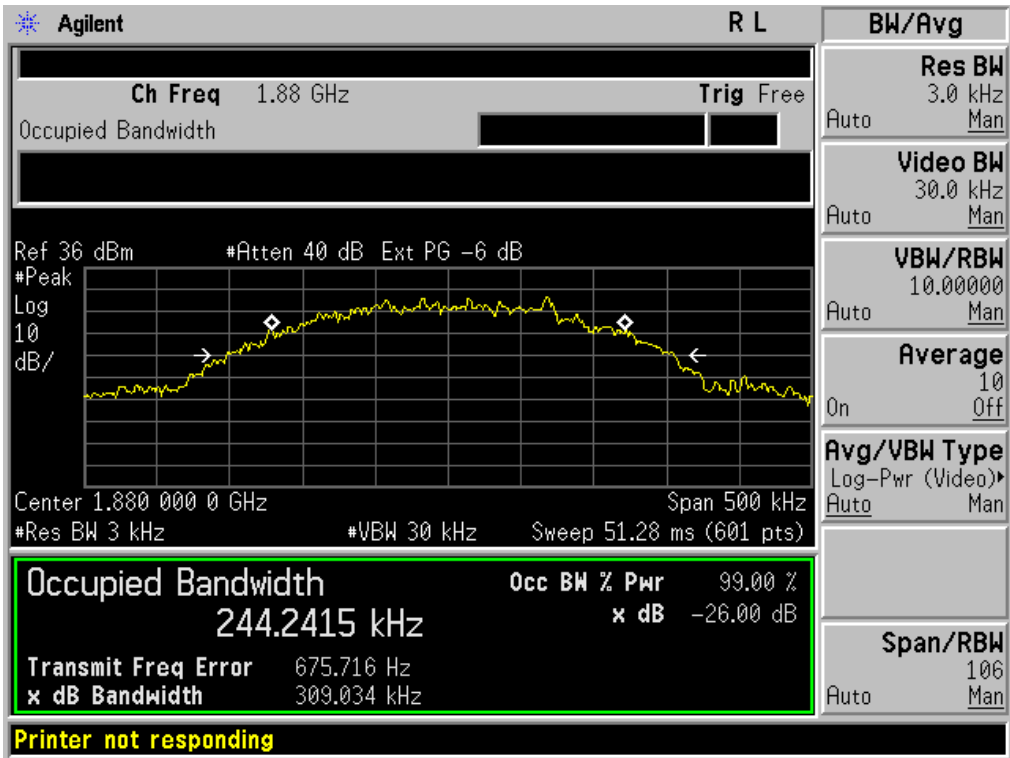 Agilent R L BW/Avg
Ch Freq 1.88 GHz Trig Free
Occupied Bandwidth
Res BW
3.0 kHz
Auto Man
Video BW
30.0 kHz
Auto Man
VBW/RBW
10.00000
Auto Man
Average
10
On Off
Avg/VBW Type
Log-Pwr (Video)
Auto Man
Span/RBW
106
Auto Man
Ref 36 dBm #Atten 40 dB Ext PG -6 dB
#Peak
Log
10
dB/
Center 1.880 000 0 GHz Span 500 kHz
#Res BW 3 kHz #VBW 30 kHz Sweep 51.28 ms (601 pts)
Occupied Bandwidth Occ BW % Pwr 99.00 %
244.2415 kHz x dB -26.00 dB
Transmit Freq Error 675.716 Hz
x dB Bandwidth 309.034 kHz
Printer not responding